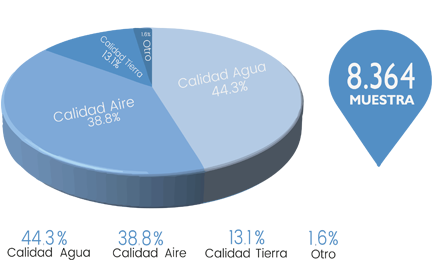 1.6%
Otro
Calidad Tierra
13.1%
Calidad Agua
44.3%
Calidad Aire
38.8%
8.364
MUESTRA
44.3% 38.8% 13.1% 1.6%
Calidad Agua Calidad Aire Calidad Tierra Otro